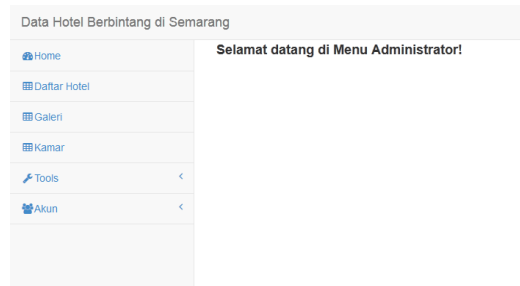 Data Hotel Berbintang di Semarang
Selamat datang di Menu Administrator!
Home
Daftar Hotel
Galeri
Kamar
Tools
Akun